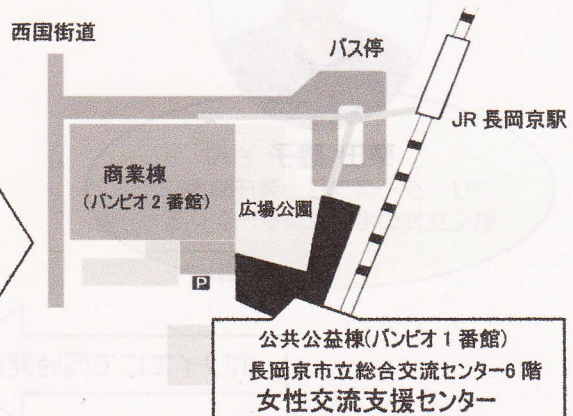 西国街道
バス停
JR 長岡京駅
商業棟
(バンビオ2番館)
広場公園
P
公共公益棟(バンビオ1番館)
長岡京市立総合交流センター6階
女性交流支援センター